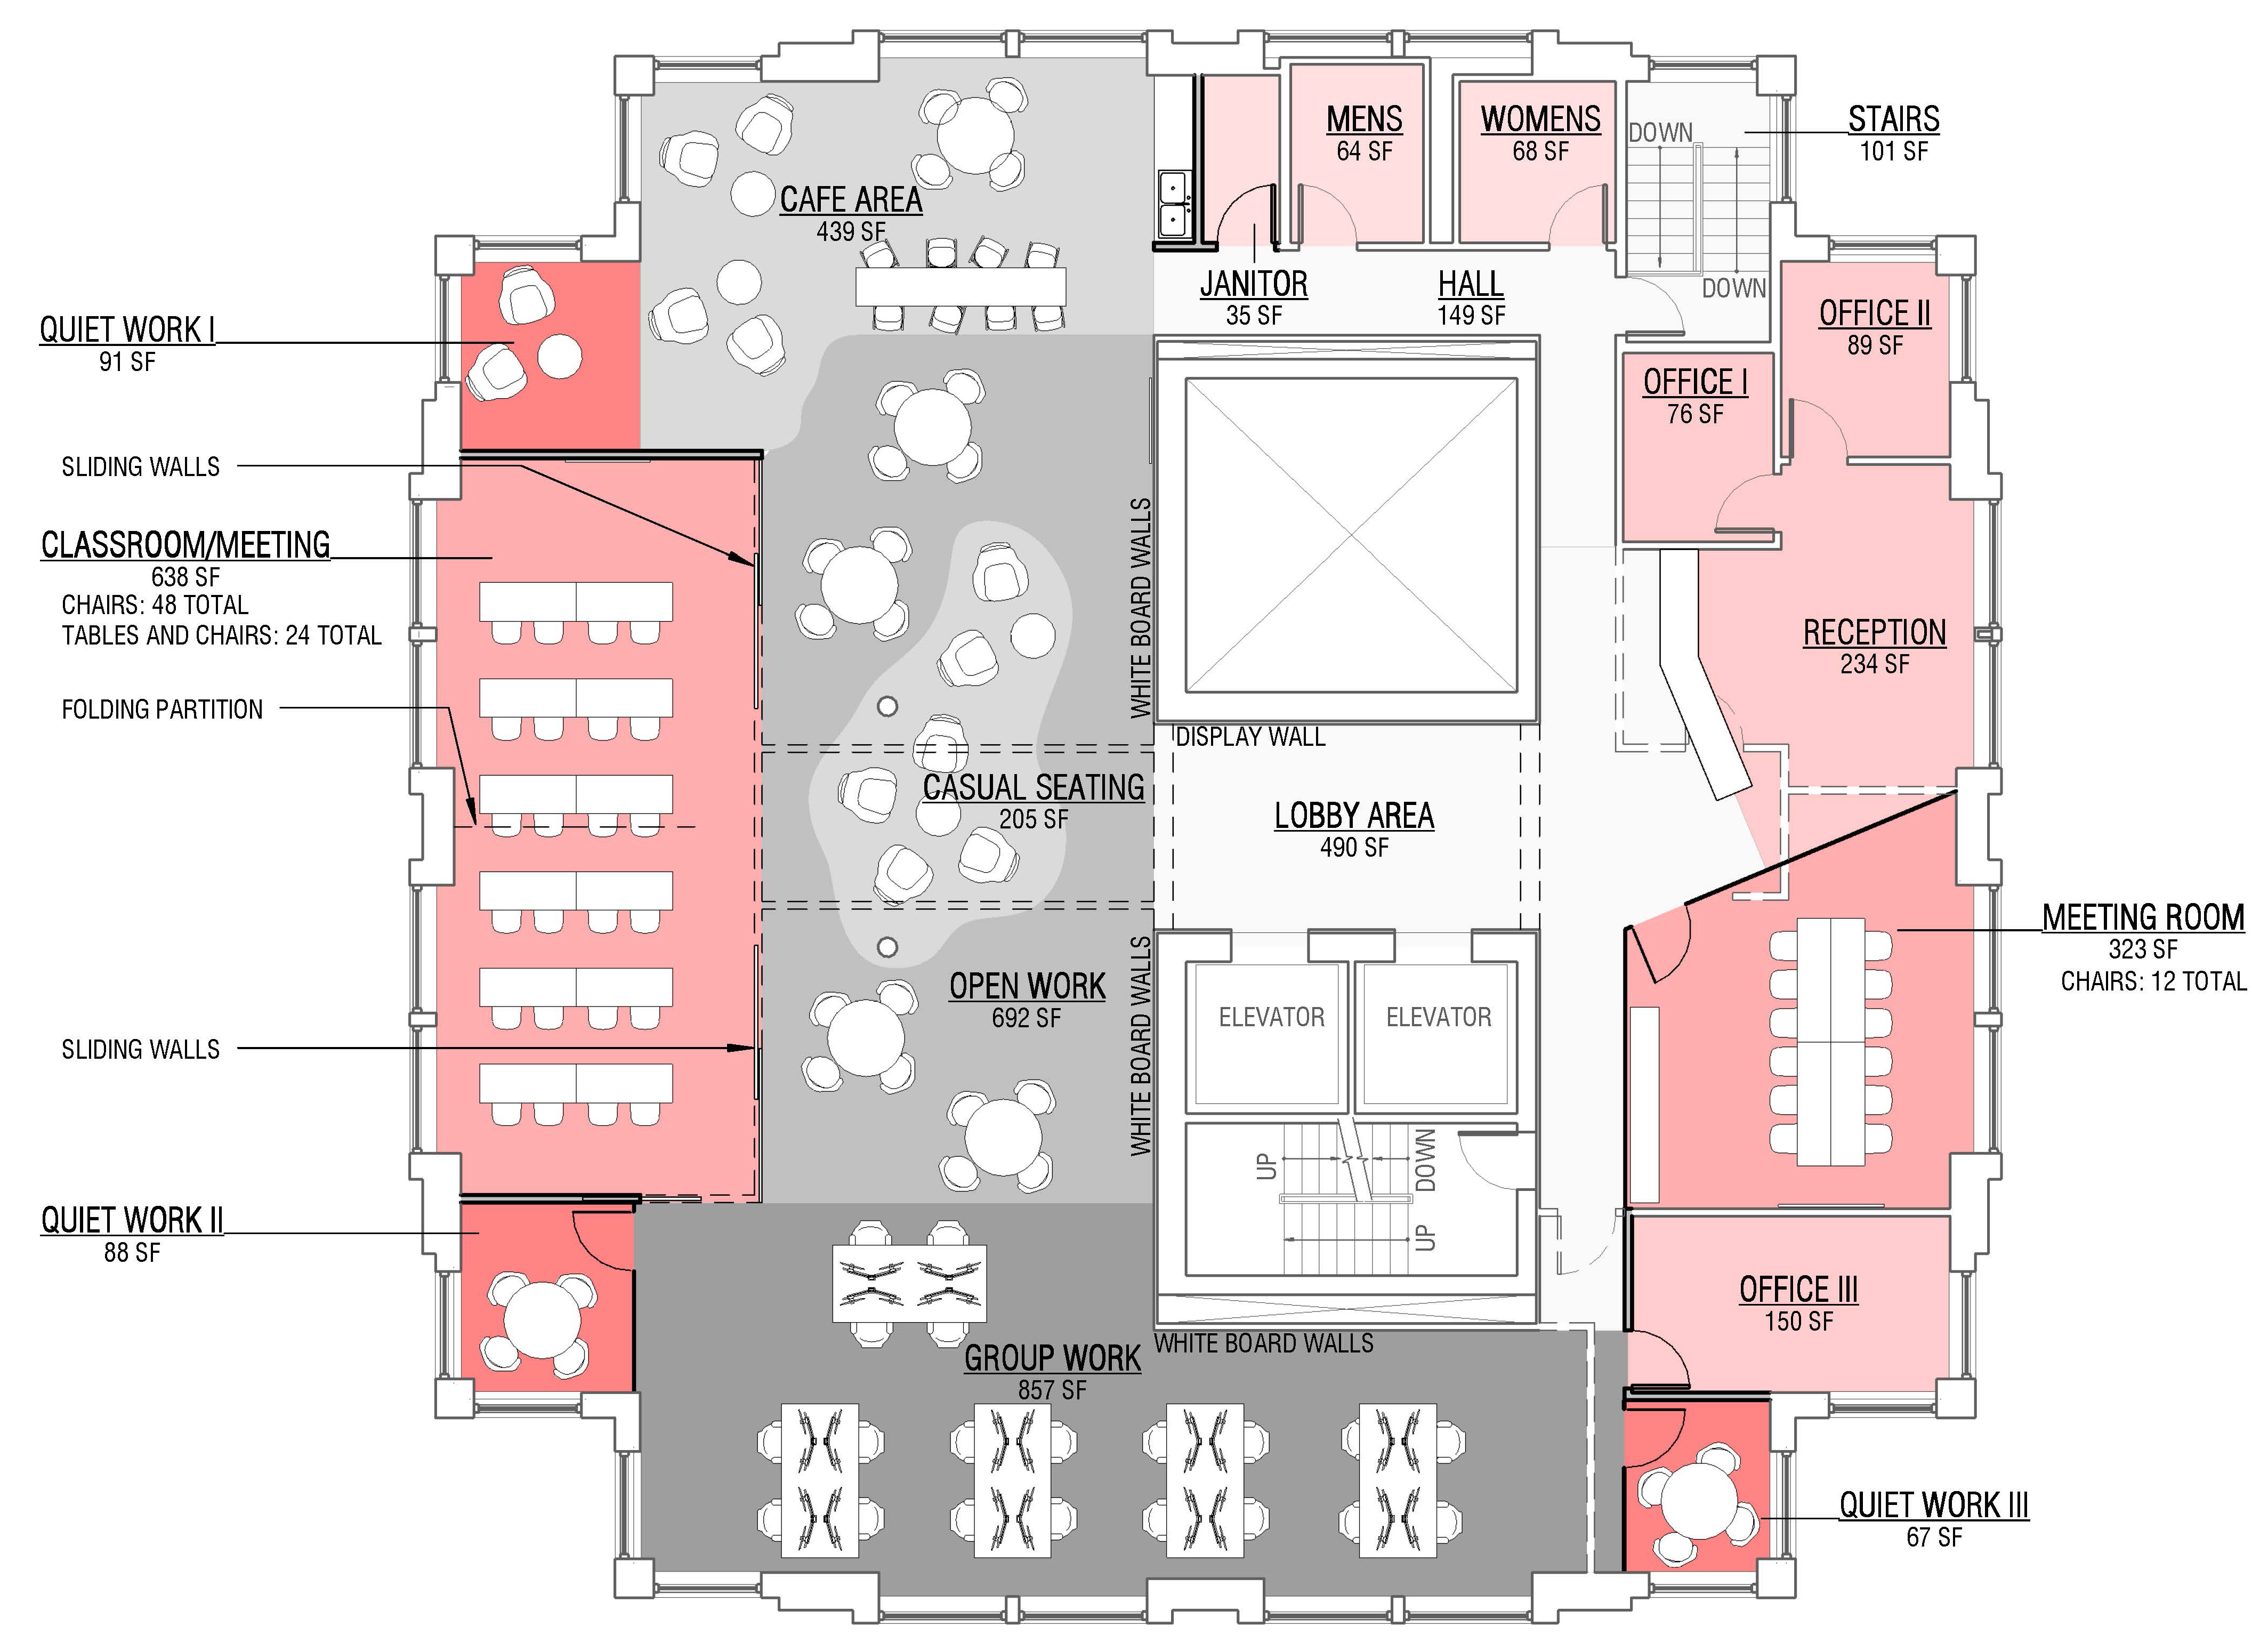 MENS
64 SF
WOMENS
68 SF
DOWN
STAIRS
101 SF
CAFE AREA
439 SF
JANITOR
35 SF
HALL
149 SF
DOWN
OFFICE II
89 SF
QUIET WORK I
91 SF
OFFICE I
76 SF
SLIDING WALLS
CLASSROOM/MEETING
638 SF
CHAIRS: 48 TOTAL
TABLES AND CHAIRS: 24 TOTAL
WHITE BOARD WALLS
RECEPTION
234 SF
FOLDING PARTITION
DISPLAY WALL
CASUAL SEATING
205 SF
LOBBY AREA
490 SF
MEETING ROOM
323 SF
CHAIRS: 12 TOTAL
OPEN WORK
692 SF
WHITE BOARD WALLS
ELEVATOR
ELEVATOR
SLIDING WALLS
UP
DOWN
UP
QUIET WORK II
88 SF
OFFICE III
150 SF
WHITE BOARD WALLS
GROUP WORK
857 SF
QUIET WORK III
67 SF